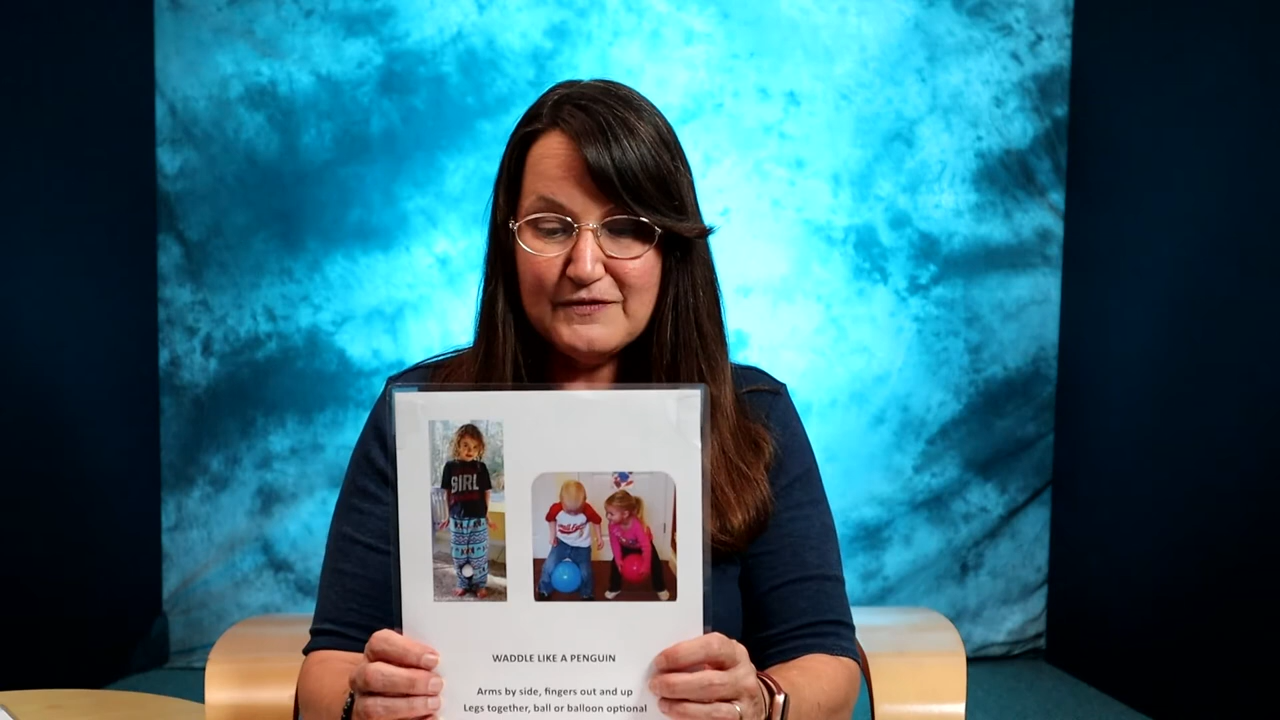 GIRL
WADDLE LIKE A PENGUIN
Arms by side, fingers out and up
Legs together, ball or balloon optional